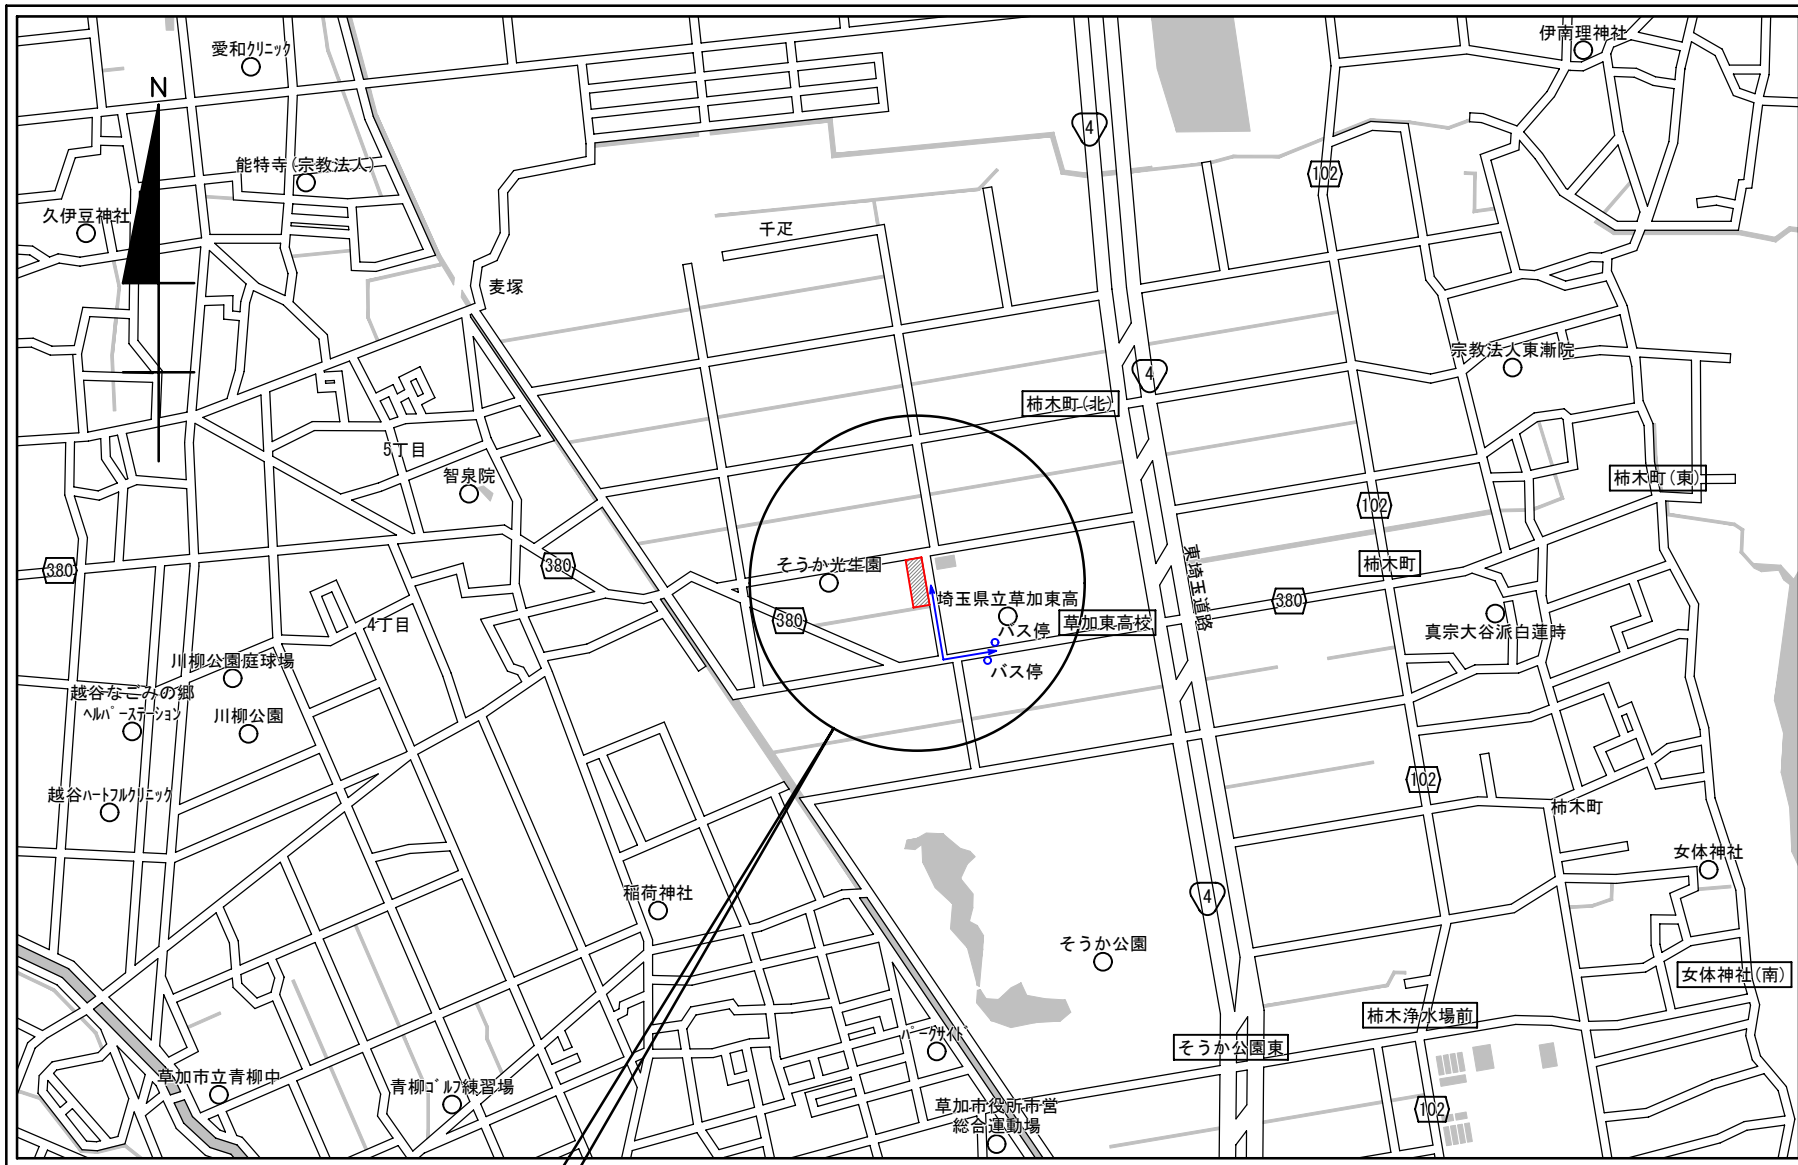 愛和クリニック
伊南理神社
N
4
能特寺(宗教法人)
102
久伊豆神社
千疋
麦塚
宗教法人東漸院
4
柿木町(北)
5丁目
智泉院
柿木町(東)
102
380
380
そうか光生園
東埼玉道路
柿木町
埼玉県立草加東高
380
380
草加東高校
バス停
4丁目
真宗大谷派白蓮時
川柳公園庭球場
バス停
越谷なごみの郷
ヘルパーステーション
川柳公園
102
越谷ハートフルクリニック
柿木町
女体神社
稲荷神社
4
そうか公園
女体神社(南)
柿木浄水場前
パークサイド
そうか公園東
草加市立青柳中
青柳ゴルフ練習場
草加市役所市営
総合運動場
102